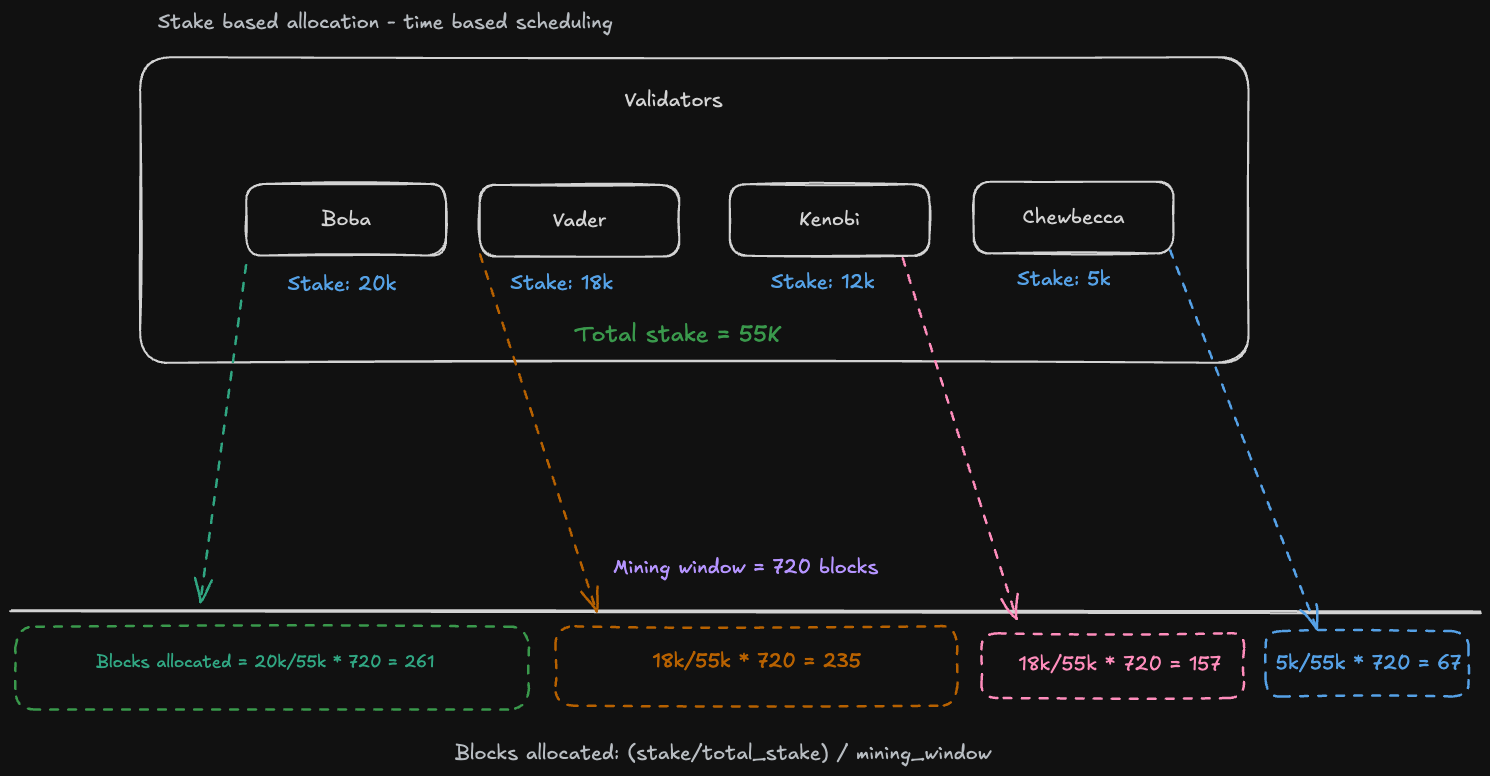 Stake based allocation - time based scheduling
Validators
Boba
Vader
Kenobi
Chewbecca
Stake: 20k
Stake: 18k
Stake: 12k
Stake: 5k
Total stake = 55K
Mining window = 720 blocks
Blocks allocated = 20k/55k * 720 = 261
18k/55k * 720 = 235
18k/55k * 720 = 157
5k/55k * 720 = 67
Blocks allocated: (stake/total_stake) / mining_window